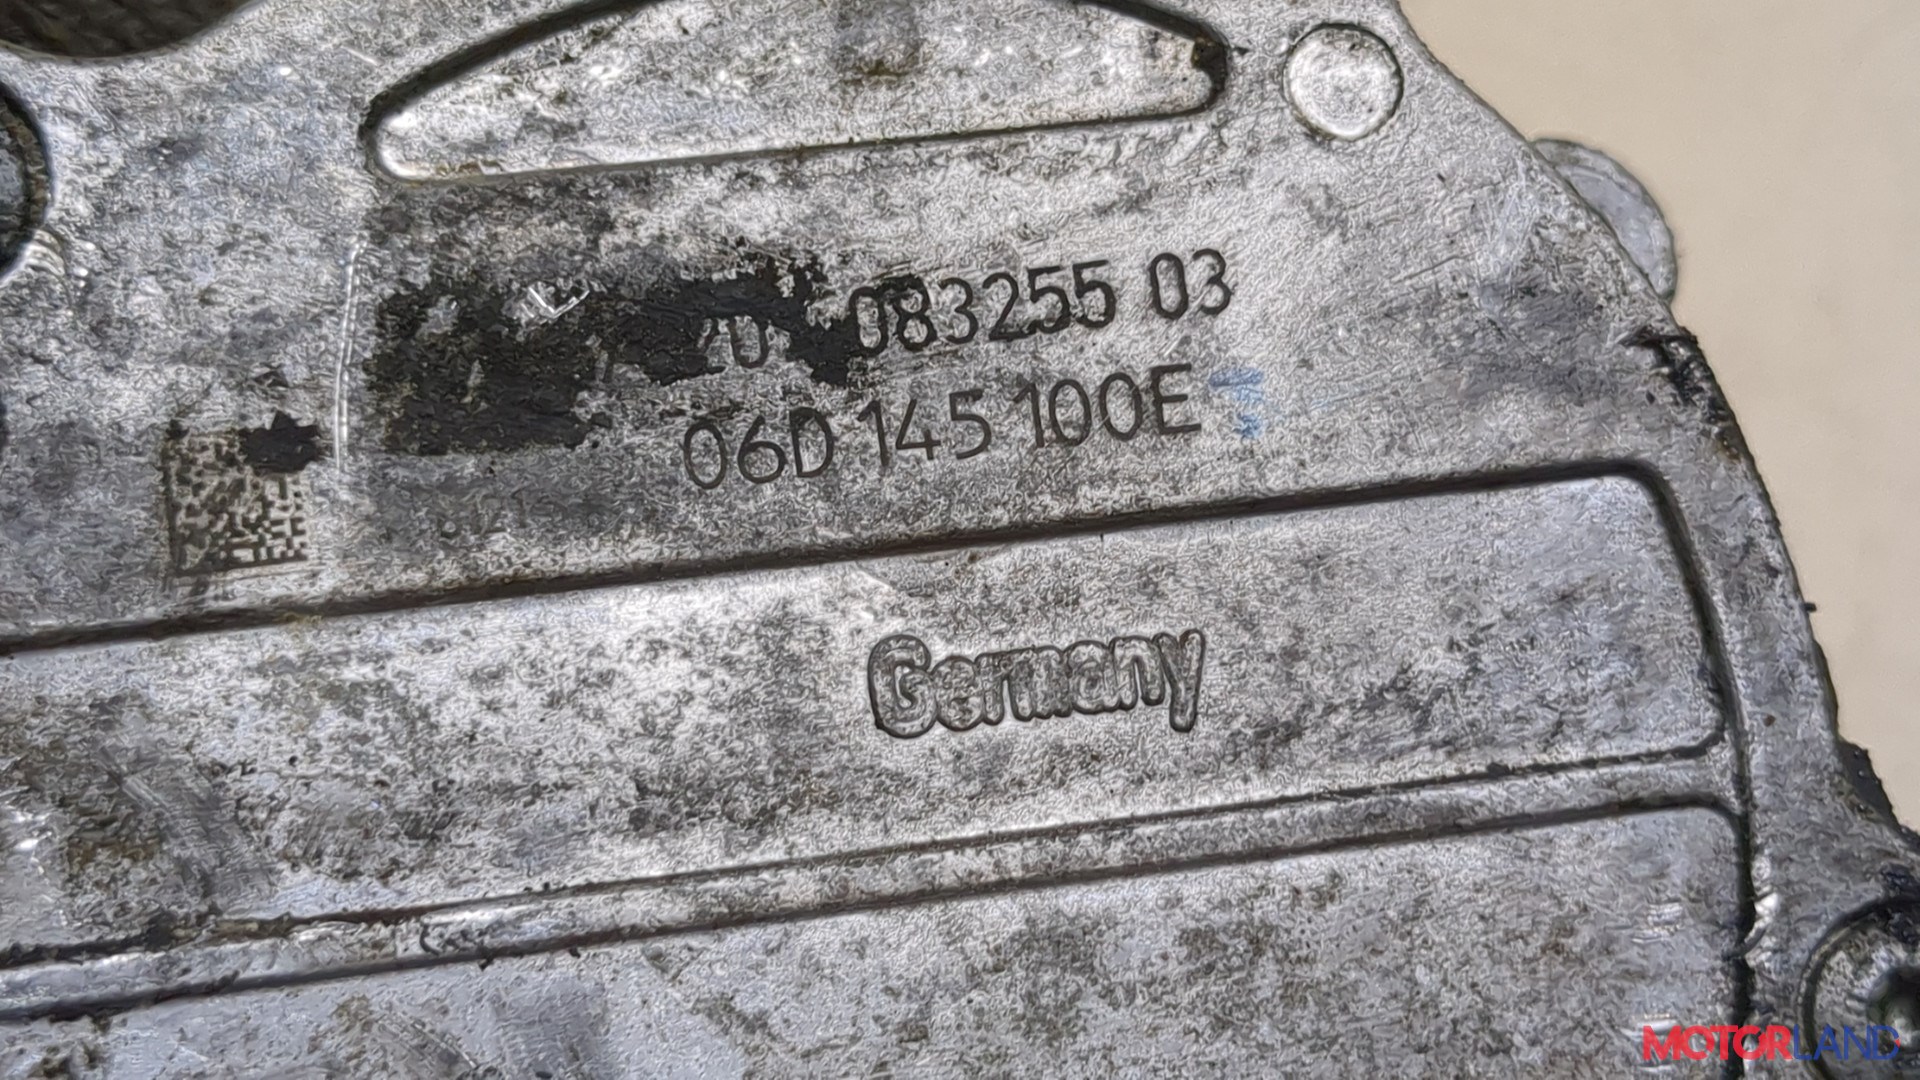 083255 03
06D 145 100E
Germany
MOTORLAND